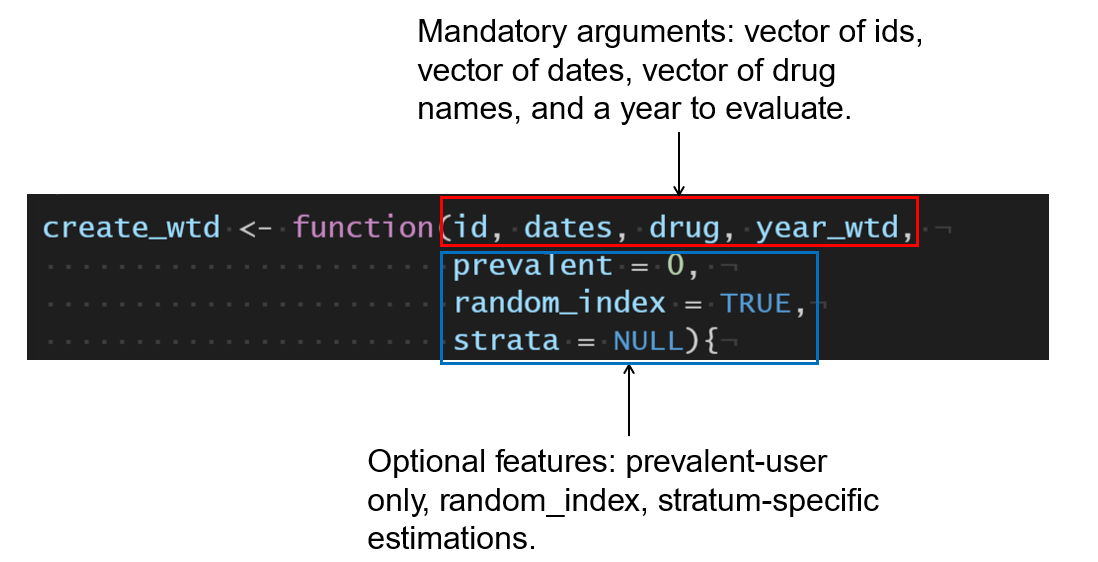 Mandatory arguments: vector of ids,
vector of dates, vector of drug
names, and a year to evaluate.
create_wtd <- function(id, dates, drug, year_wtd,
prevalent = 0,
random_index = TRUE,
strata = NULL){
Optional features: prevalent-user
only, random_index, stratum-specific
estimations.